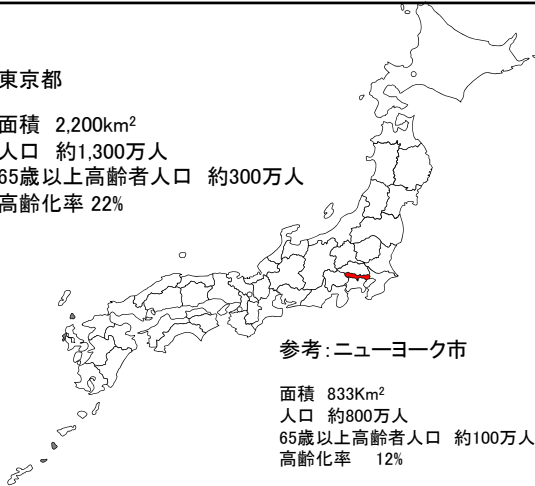 東京都
面積 2,200km²
人口 約1,300万人
65歳以上高齢者人口 約300万人
高齢化率 22%
参考：ニューヨーク市
面積 833Km²
人口 約800万人
65歳以上高齢者人口 約100万人
高齢化率 12%